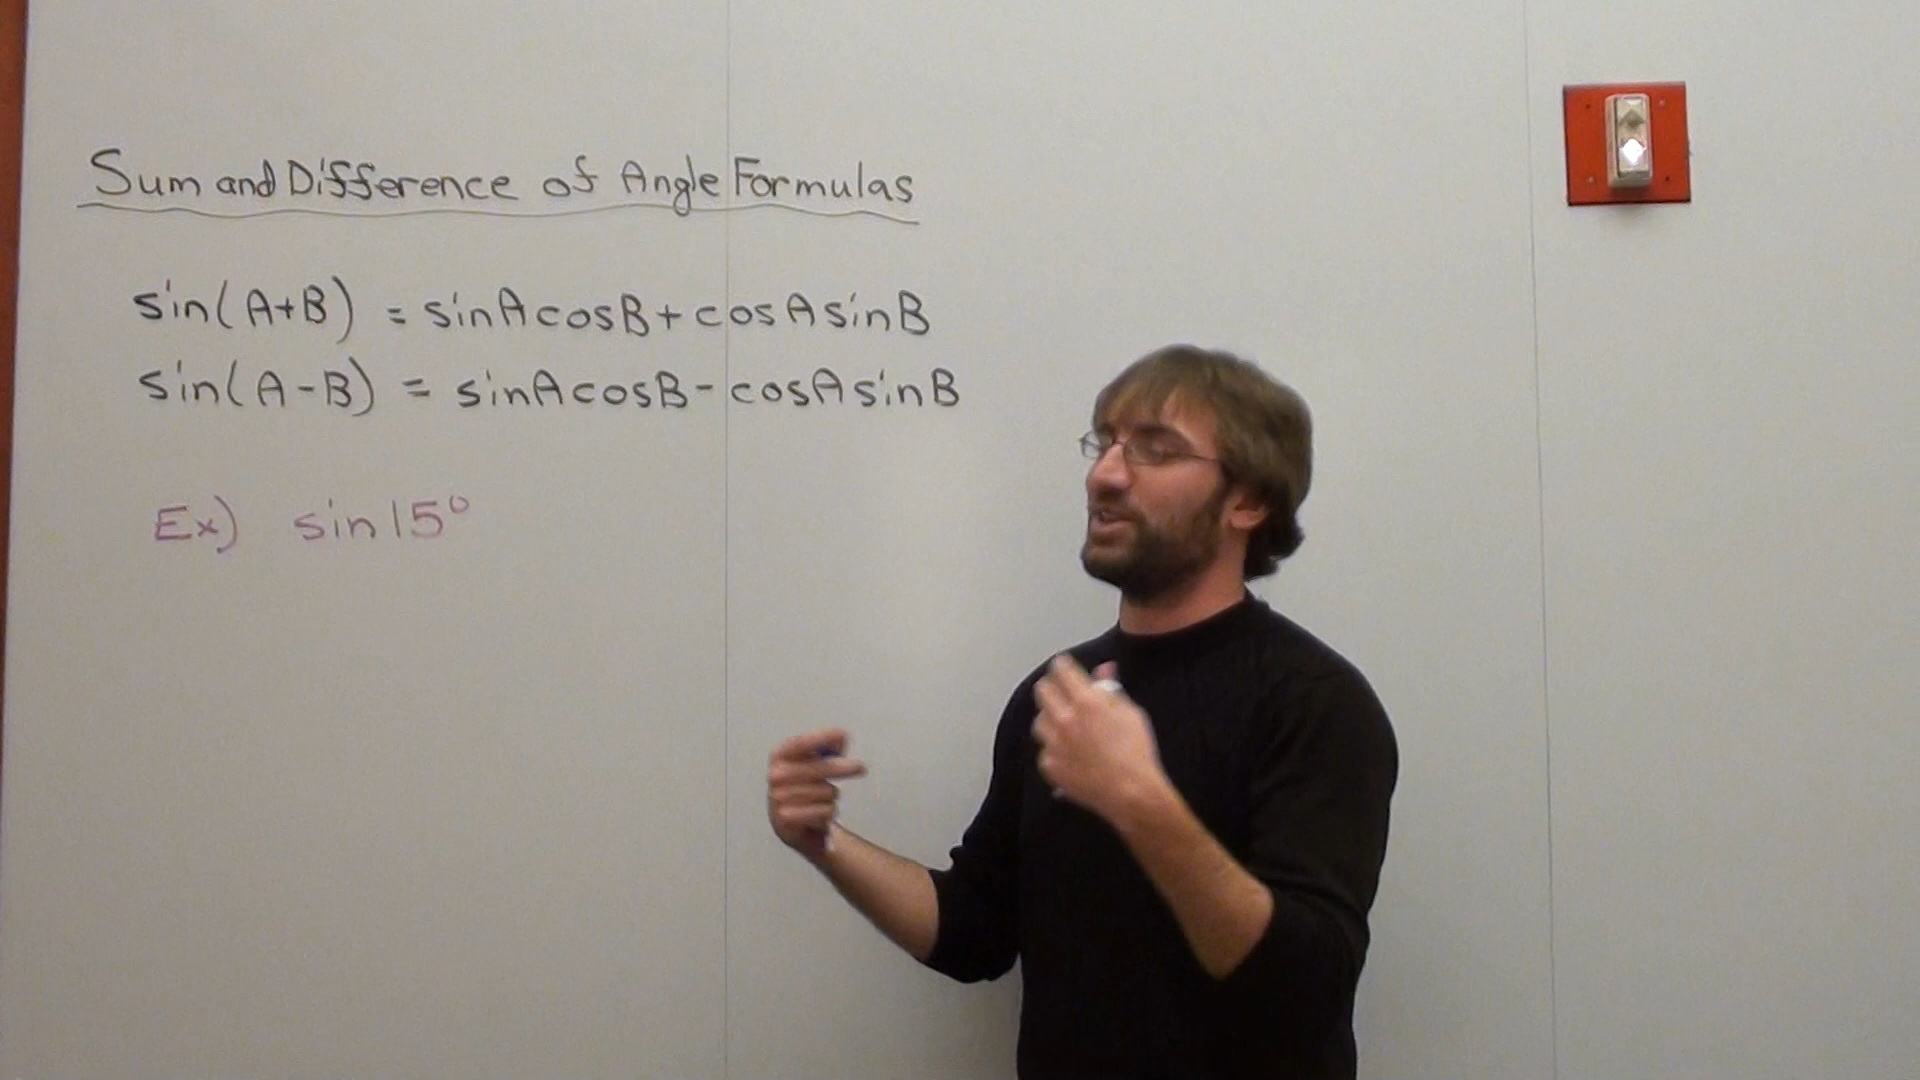 Sum and Difference of Angle Formulas
sin(A+B) = sinAcosB+cosAsinB
sin(A-B) = sinAcosB-cosAsinB
Ex) sin15°